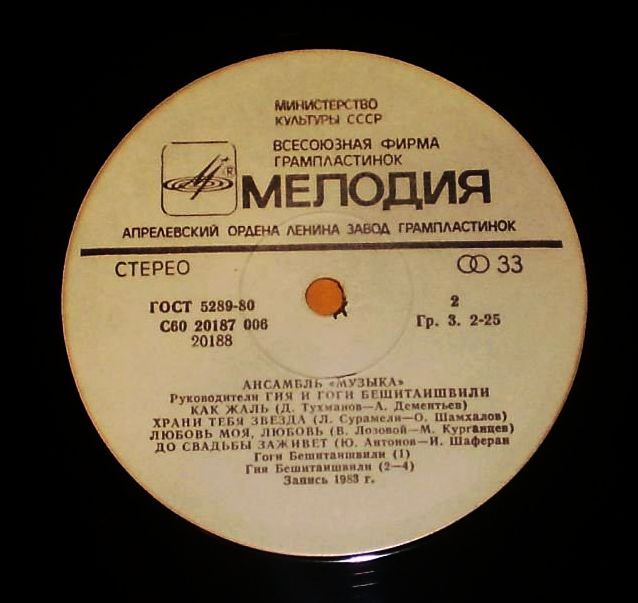 МИНИСТЕРСТВО
КУЛЬТУРЫ СССР
ВСЕСОЮЗНАЯ ФИРМА
ГРАМПЛАСТИНОК
® МЕЛОДИЯ
АПРЕЛЕВСКИЙ ОРДЕНА ЛЕНИНА ЗАВОД ГРАМПЛАСТИНОК
СТЕРЕО 33
ГОСТ 5289-80 2
С60 20187 006 Гр. 3. 2-25
20188
АНСАМБЛЬ «МУЗЫКА»
Руководители ГИЯ И ГОГИ БЕШИТАИШВИЛИ
КАК ЖАЛЬ (Д. Тухманов—А. Дементьев)
ХРАНИ ТЕБЯ ЗВЕЗДА (Л. Сурамели—О. Шамхалов)
ЛЮБОВЬ МОЯ, ЛЮБОВЬ (В. Лозовой—М. Курганцев)
ДО СВАДЬБЫ ЗАЖИВЕТ (Ю. Антонов—И. Шаферан
Гоги Бешитаишвили (1)
Гия Бешитаишвили (2—4)
Запись 1983 г.